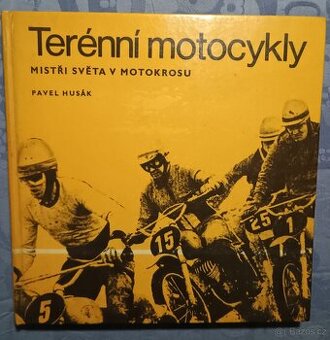 Terénní motocykly
MISTŘI SVĚTA V MOTOKROSU
PAVEL HUSÁK
15
25
1
5